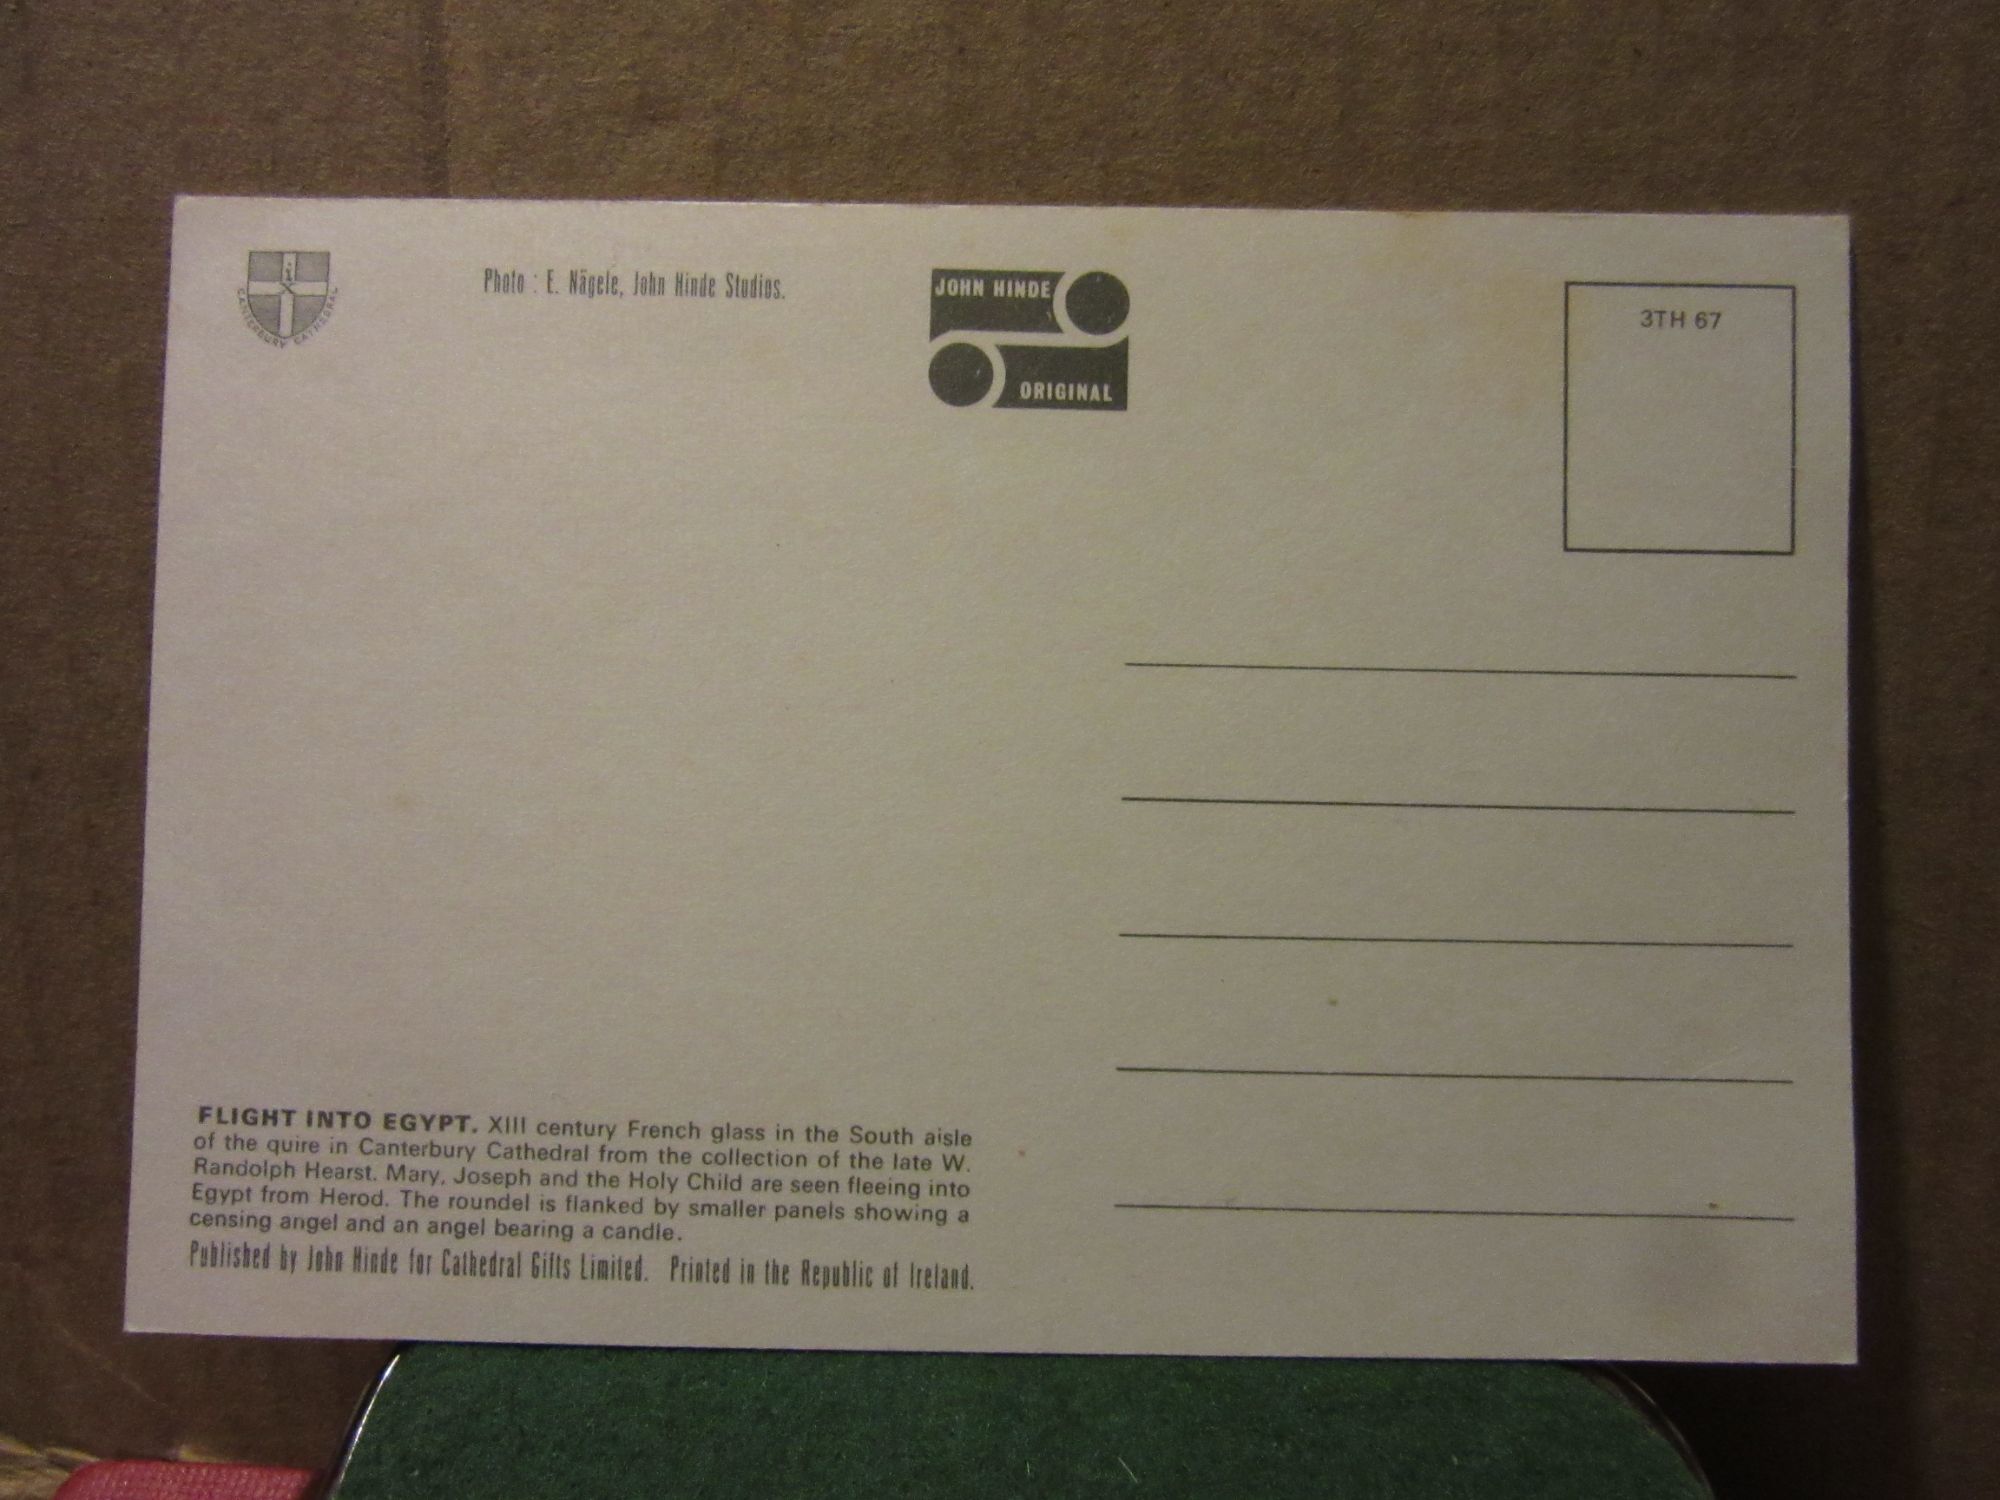 CANTERBURY CATHEDRAL
Photo : E. Nägele, John Hinde Studios.
JOHN HINDE
ORIGINAL
3TH 67
FLIGHT INTO EGYPT. XIII century French glass in the South aisle
of the quire in Canterbury Cathedral from the collection of the late W.
Randolph Hearst. Mary, Joseph and the Holy Child are seen fleeing into
Egypt from Herod. The roundel is flanked by smaller panels showing a
censing angel and an angel bearing a candle.
Published by John Hinde for Cathedral Gifts Limited. Printed in the Republic of Ireland.